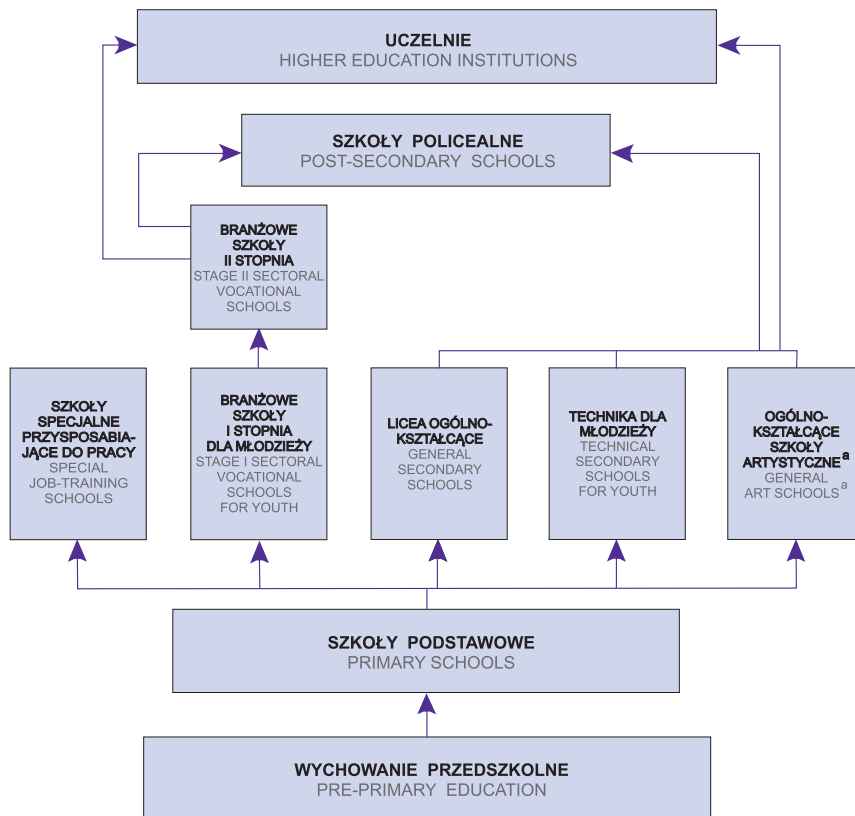 UCZELNIE
HIGHER EDUCATION INSTITUTIONS
SZKOŁY POLICEALNE
POST-SECONDARY SCHOOLS
BRANŻOWE
SZKOŁY
II STOPNIA
STAGE II SECTORAL
VOCATIONAL
SCHOOLS
SZKOŁY
SPECJALNE
PRZYSPOSABIA-
JĄCE DO PRACY
SPECIAL
JOB-TRAINING
SCHOOLS
BRANŻOWE
SZKOŁY
I STOPNIA
DLA MŁODZIEŻY
STAGE I SECTORAL
VOCATIONAL
SCHOOLS
FOR YOUTH
LICEA OGÓLNO-
KSZTAŁCĄCE
GENERAL
SECONDARY
SCHOOLS
TECHNIKA DLA
MŁODZIEŻY
TECHNICAL
SECONDARY
SCHOOLS
FOR YOUTH
OGÓLNO-
KSZTAŁCĄCE
SZKOŁY
ARTYSTYCZNE a
GENERAL
ART SCHOOLS a
SZKOŁY PODSTAWOWE
PRIMARY SCHOOLS
WYCHOWANIE PRZEDSZKOLNE
PRE-PRIMARY EDUCATION